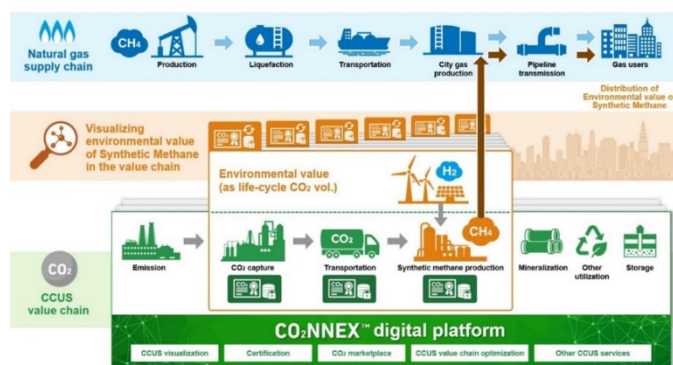 Natural gas
supply chain
CH4
Production
Liquefaction
Transportation
City gas
production
Pipeline
transmission
Gas users
Distribution of
Environmental value of
Synthetic Methane
Visualizing
environmental value
of Synthetic Methane
in the value chain
Environmental value
(as life-cycle CO₂ vol.)
H2
CH4
CO₂
CCUS
value chain
Emission
CO₂ capture
CO₂
Transportation
Synthetic methane production
Mineralization
Other
utilization
Storage
CO₂NNEX™ digital platform
CCUS visualization
Certification
CO₂ marketplace
CCUS value chain optimization
Other CCUS services